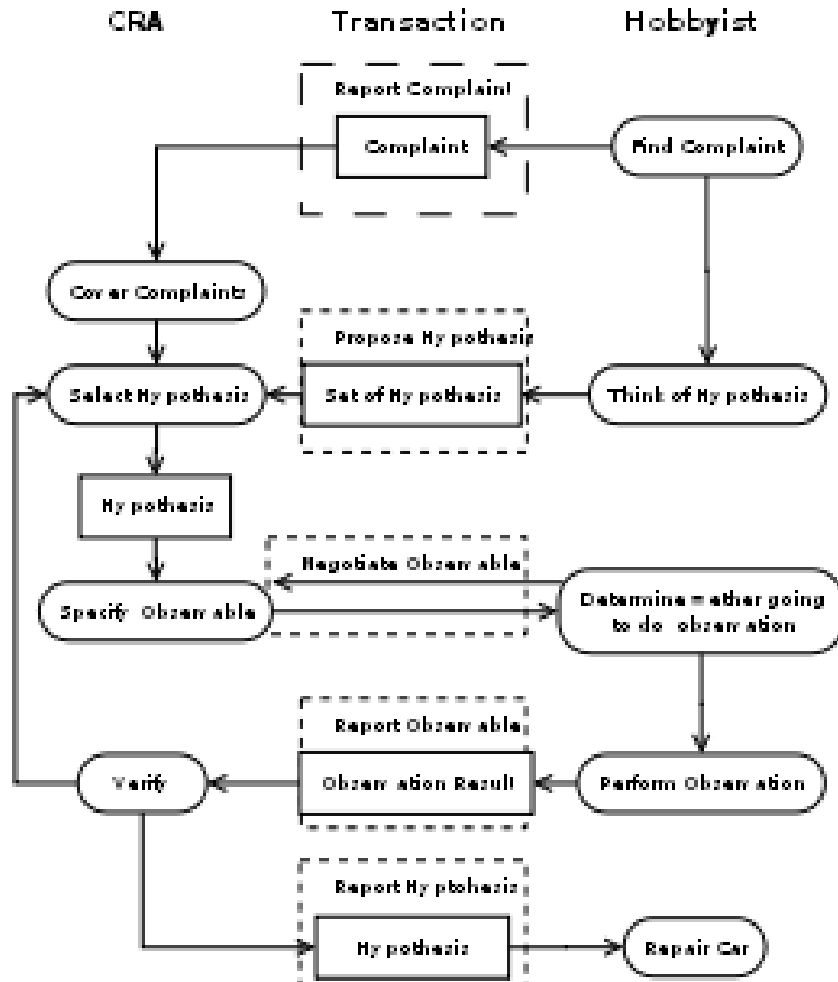 CRA Transaction Hobbyist
Report Complaint
Complaint
Find Complaint
Cover Complaints
Propose Hypothesis
Select Hypothesis
Set of Hypothesis
Think of Hypothesis
Hypothesis
Negotiate Observable
Specify Observable
Determine
going
to do observation
Report Observable
Verify
Observation Result
Perform Observation
Report Hyptohesis
Hypothesis
Repair Car